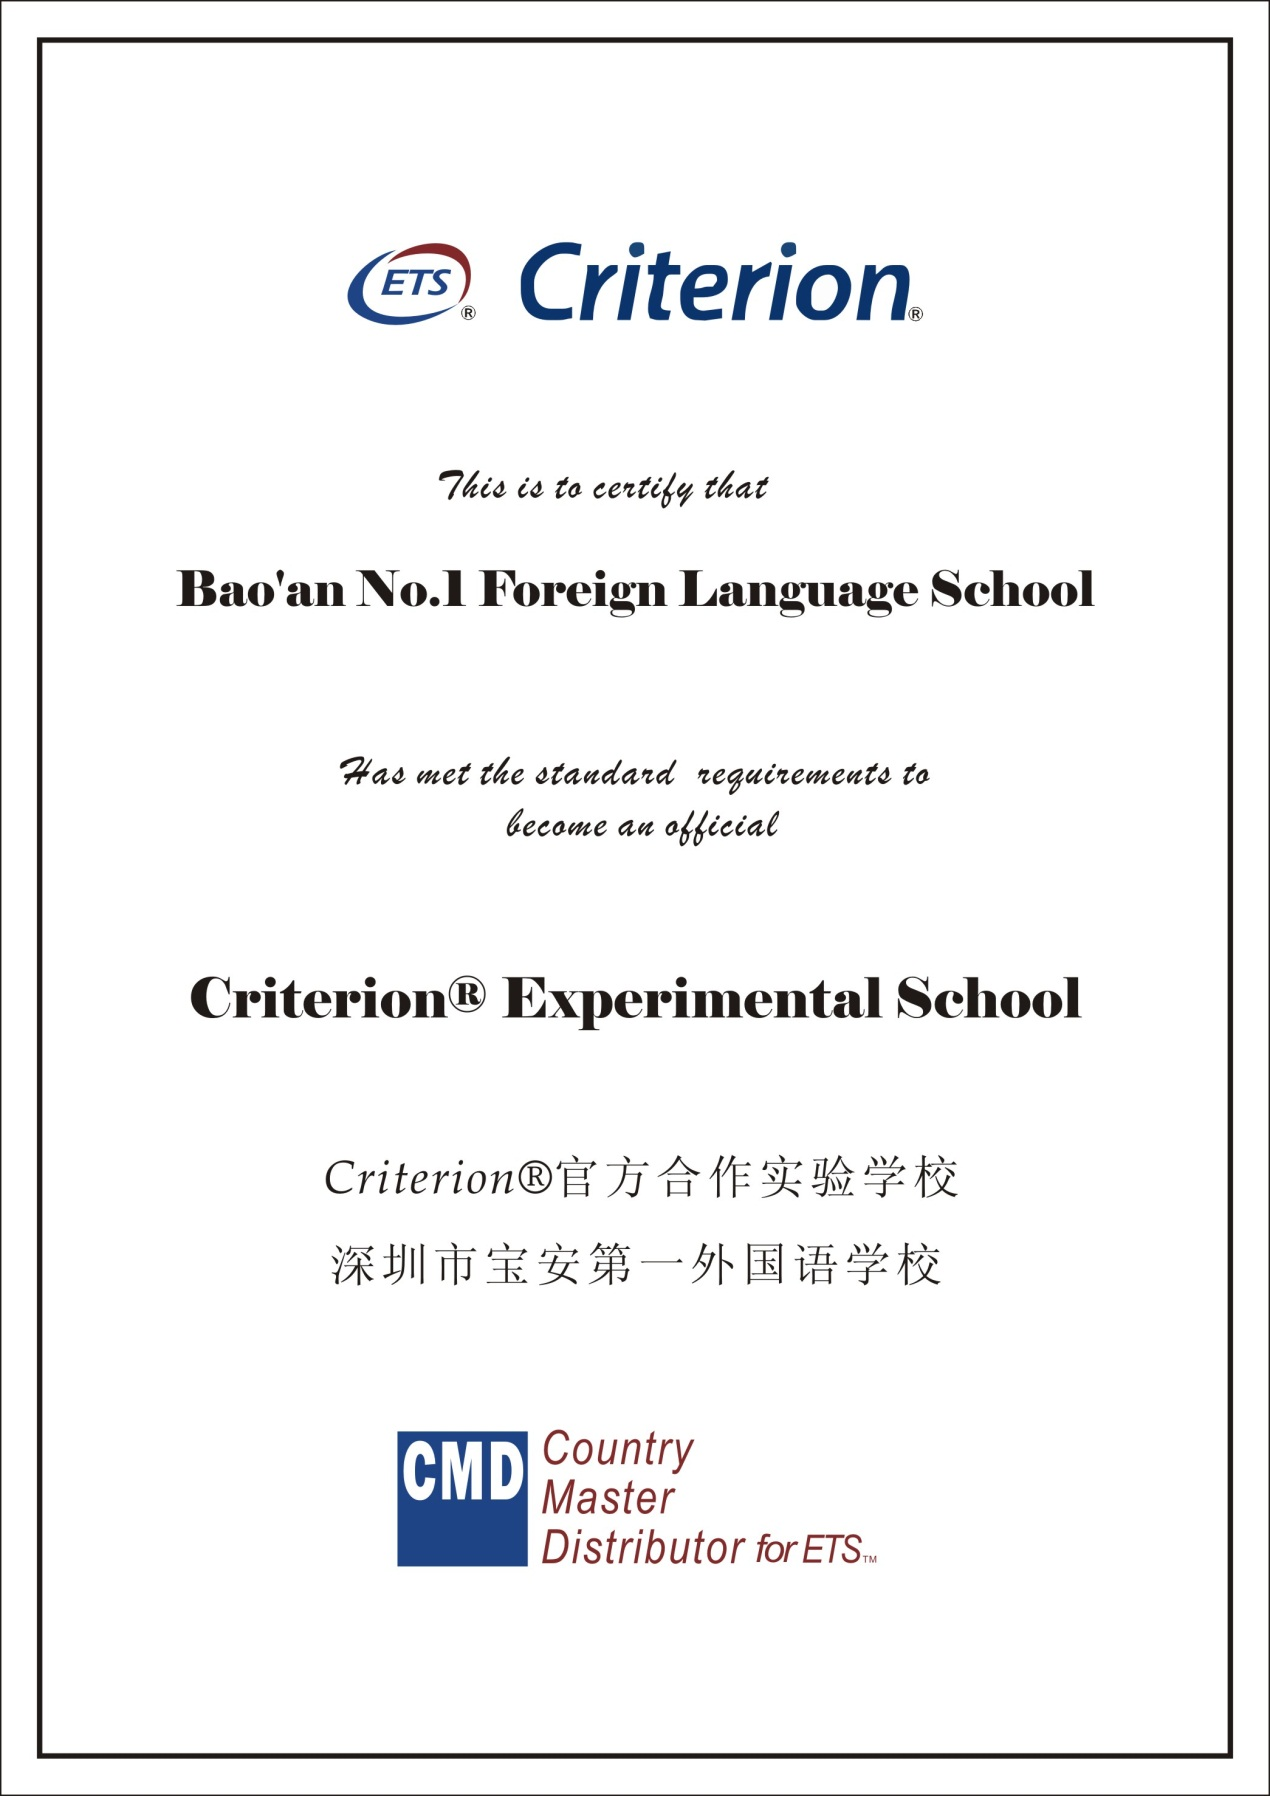 ETS® Criterion®
This is to certify that
Bao'an No.1 Foreign Language School
Has met the standard requirements to
become an official
Criterion® Experimental School
Criterion®官方合作实验学校
深圳市宝安第一外国语学校
CMD Country
Master
Distributor for ETS™